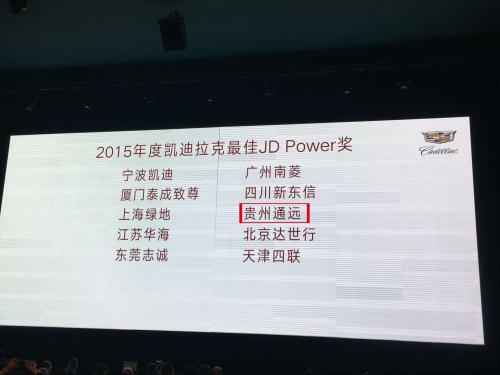 2015年度凯迪拉克最佳JD Power奖
宁波凯迪
厦门泰成致尊
上海绿地
江苏华海
东莞志诚
广州南菱
四川新东信
贵州通远
北京达世行
天津四联
Cadillac